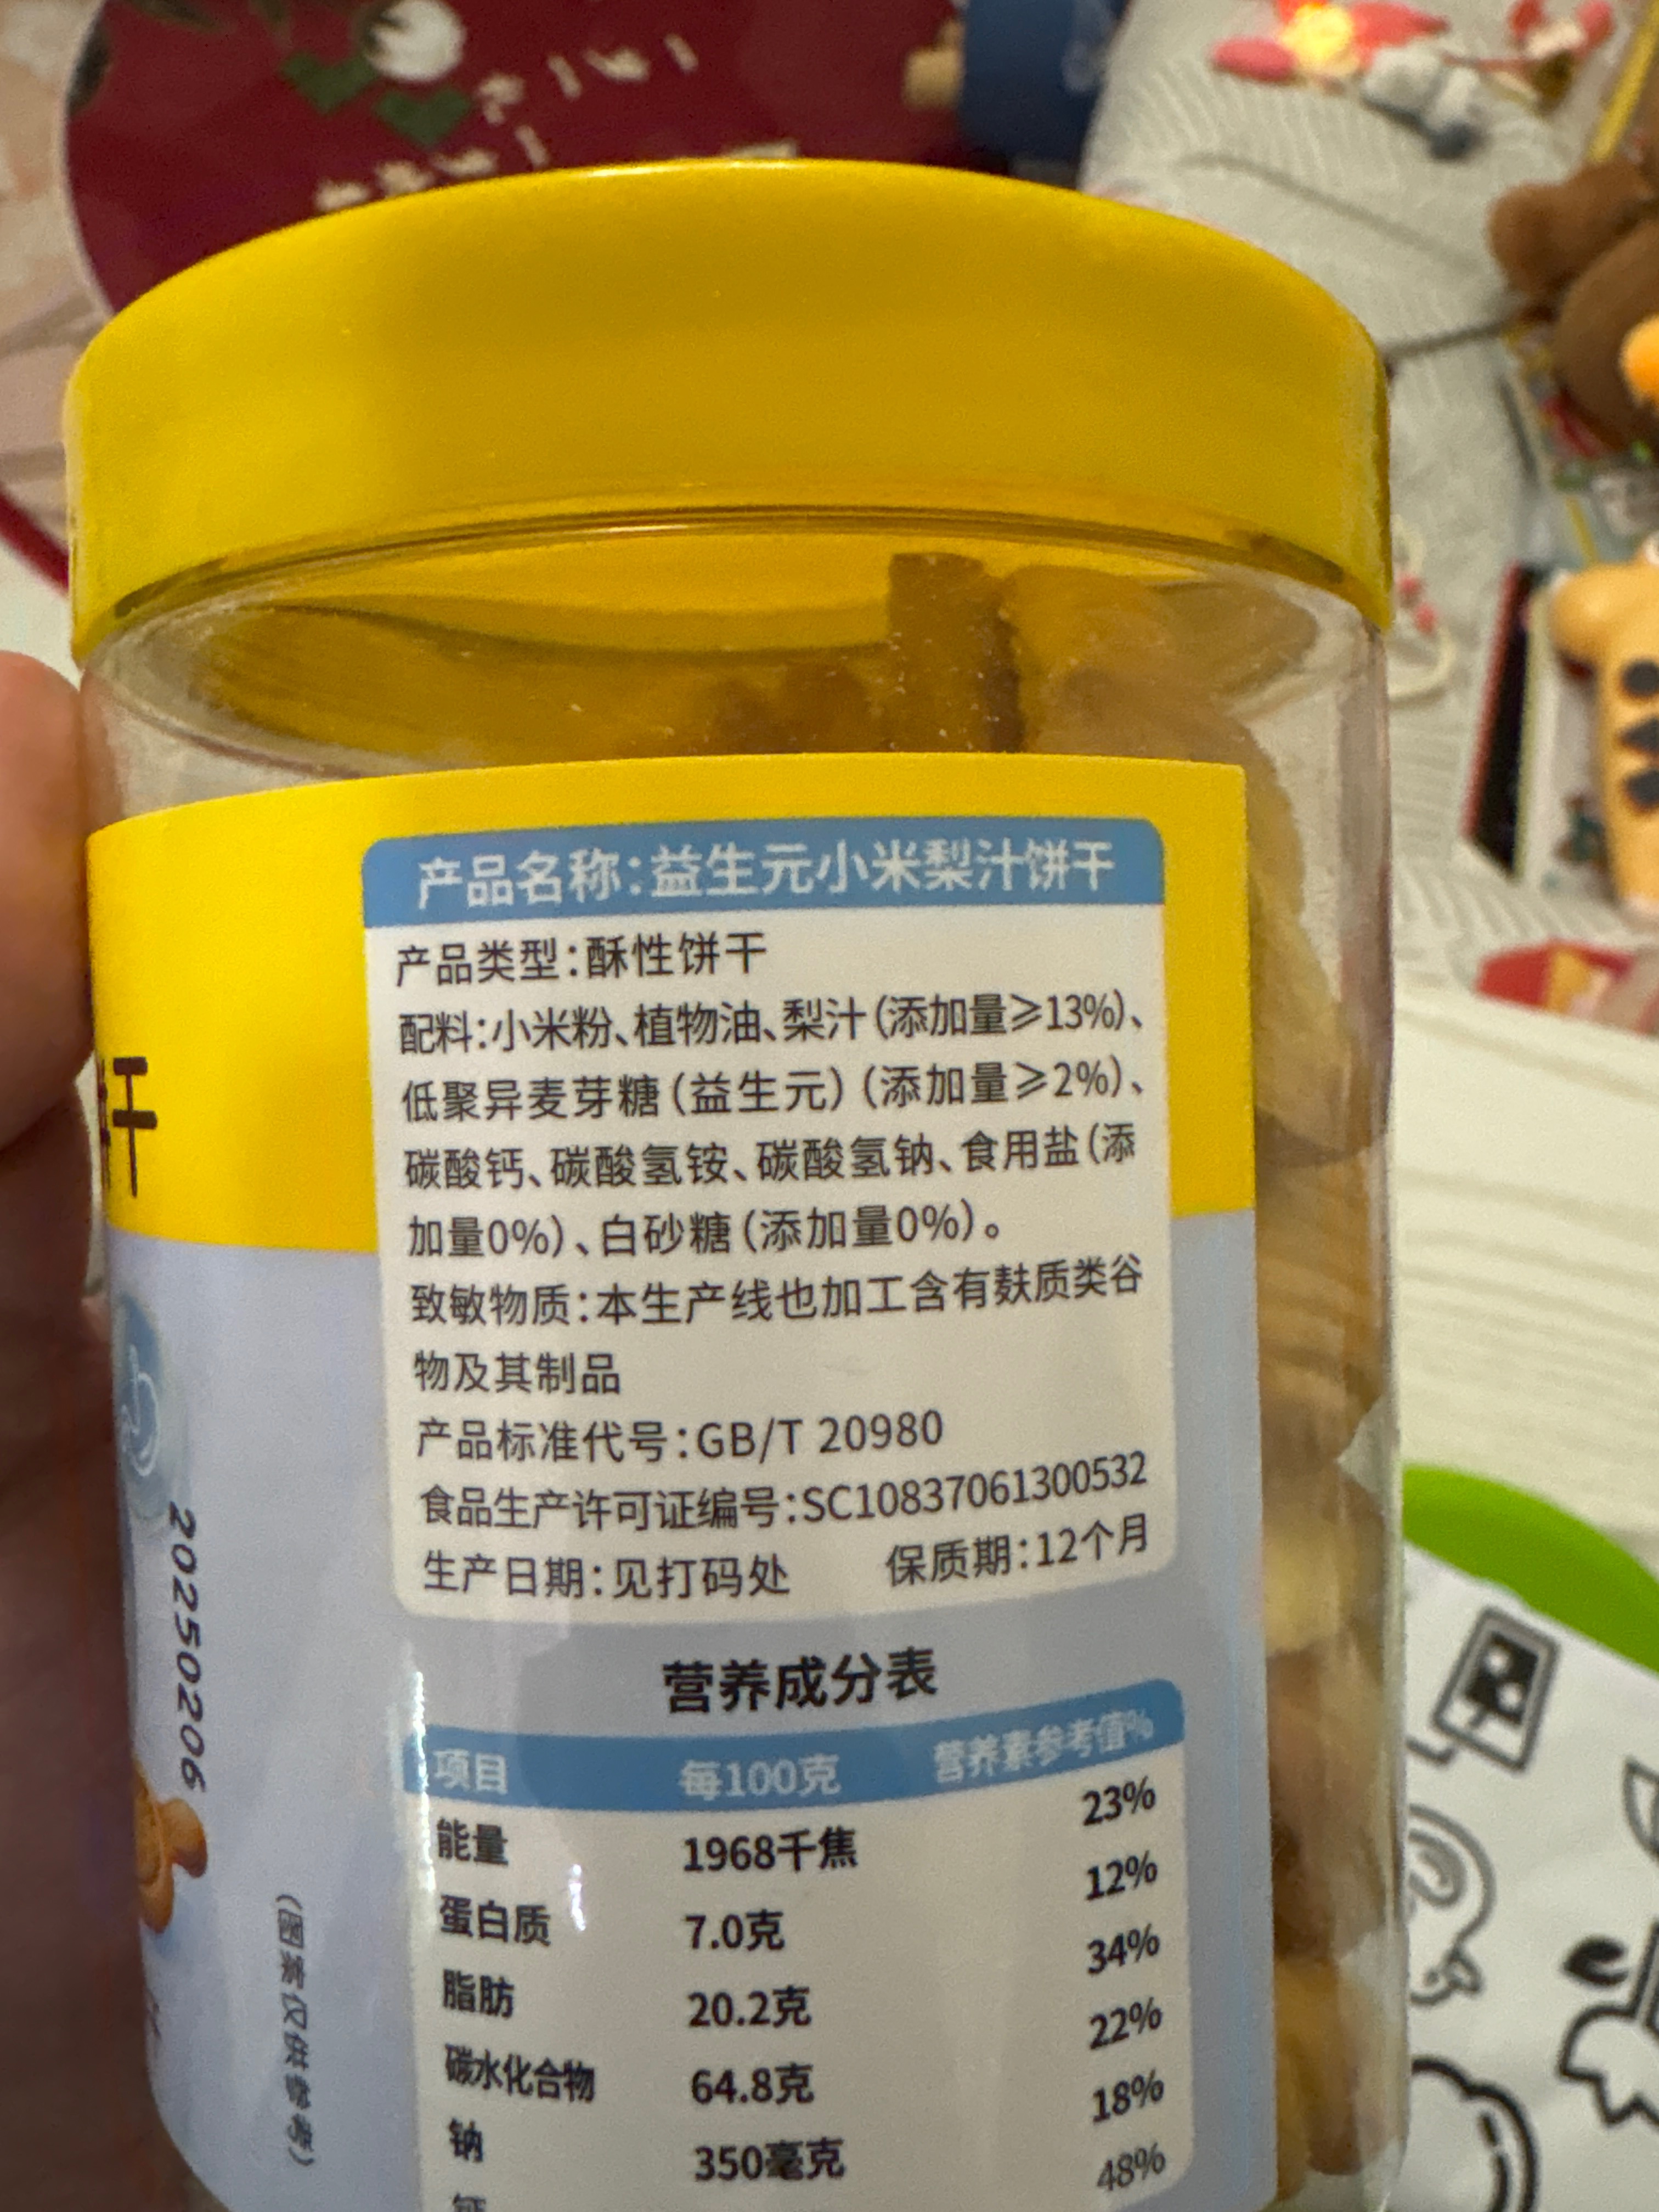 产品名称：益生元小米梨汁饼干
产品类型：酥性饼干
配料：小米粉、植物油、梨汁（添加量≥13%）、
低聚异麦芽糖（益生元）（添加量≥2%）、
碳酸钙、碳酸氢铵、碳酸氢钠、食用盐（添
加量0%）、白砂糖（添加量0%）。
致敏物质：本生产线也加工含有麸质类谷
物及其制品
产品标准代号：GB/T 20980
食品生产许可证编号：SC10837061300532
生产日期：见打码处 保质期：12个月
营养成分表
项目 每100克 营养素参考值%
能量 1968千焦 23%
蛋白质 7.0克 12%
脂肪 20.2克 34%
碳水化合物 64.8克 22%
钠 350毫克 18%
48%
干
20250206
（图案仅供参考）